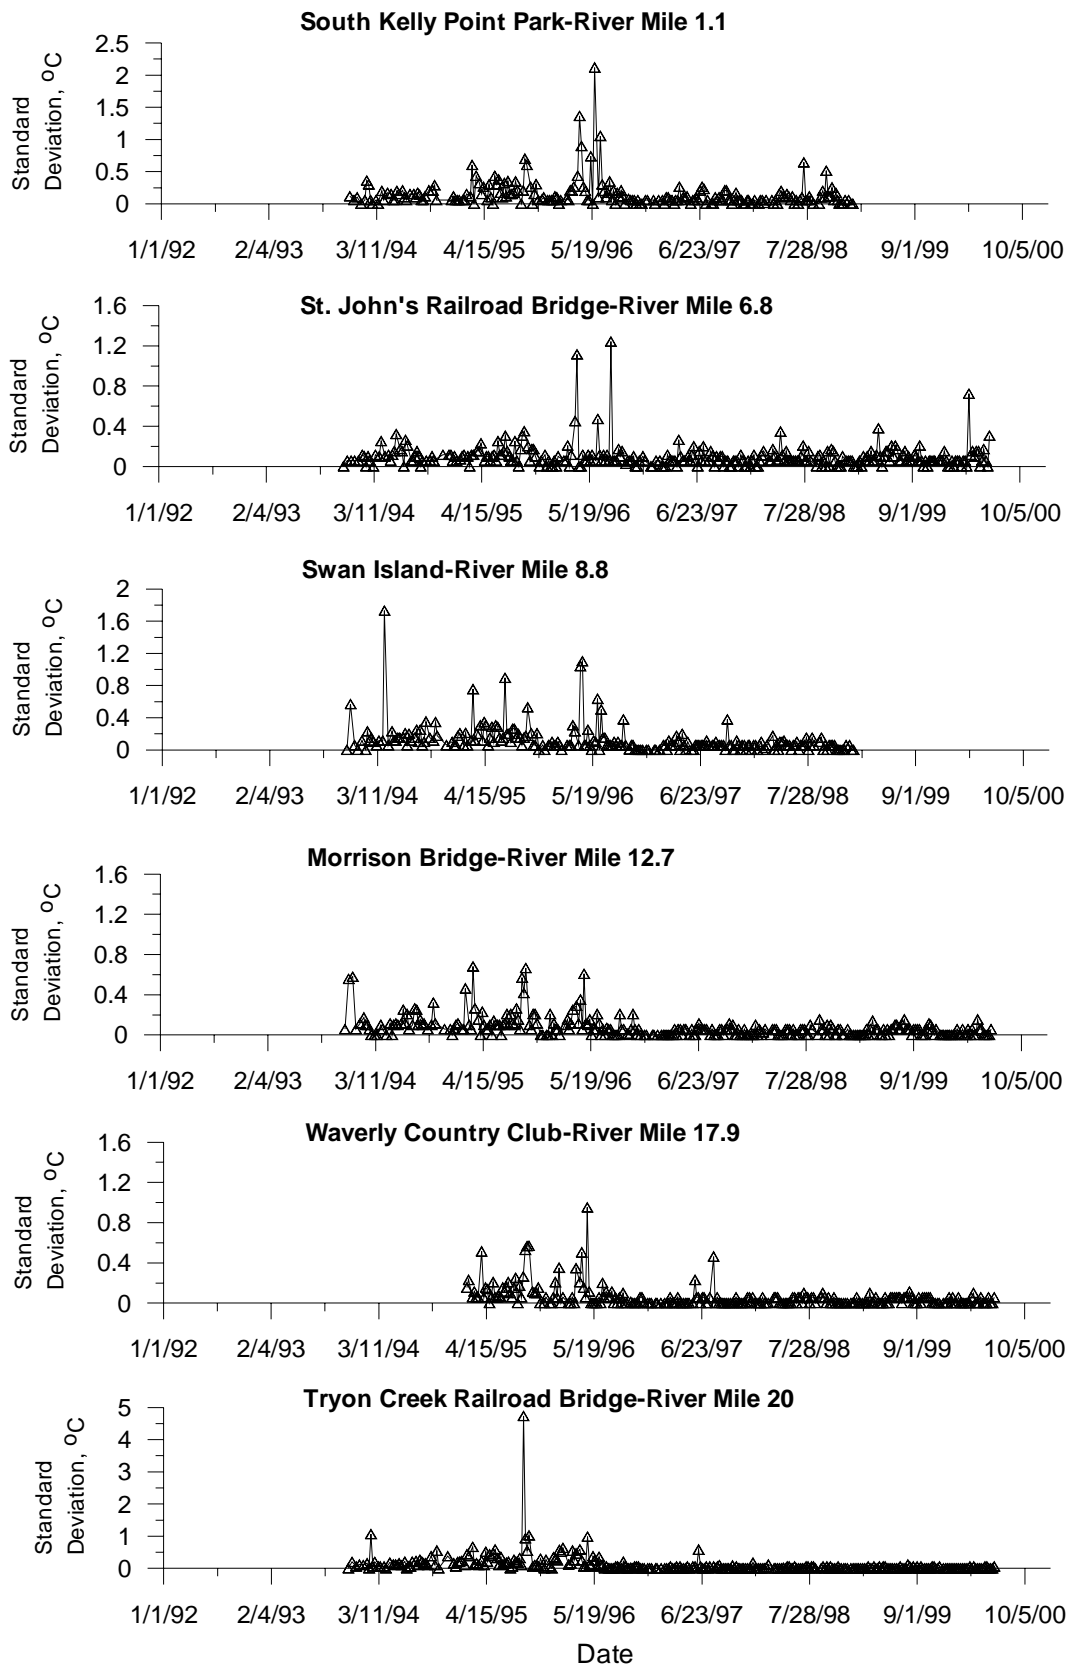 South Kelly Point Park-River Mile 1.1
Standard
Deviation, oC
2.5
2
1.5
1
0.5
0
1/1/92 2/4/93 3/11/94 4/15/95 5/19/96 6/23/97 7/28/98 9/1/99 10/5/00
St. John's Railroad Bridge-River Mile 6.8
Standard
Deviation, oC
1.6
1.2
0.8
0.4
0
1/1/92 2/4/93 3/11/94 4/15/95 5/19/96 6/23/97 7/28/98 9/1/99 10/5/00
Swan Island-River Mile 8.8
Standard
Deviation, oC
2
1.6
1.2
0.8
0.4
0
1/1/92 2/4/93 3/11/94 4/15/95 5/19/96 6/23/97 7/28/98 9/1/99 10/5/00
Morrison Bridge-River Mile 12.7
Standard
Deviation, oC
1.6
1.2
0.8
0.4
0
1/1/92 2/4/93 3/11/94 4/15/95 5/19/96 6/23/97 7/28/98 9/1/99 10/5/00
Waverly Country Club-River Mile 17.9
Standard
Deviation, oC
1.6
1.2
0.8
0.4
0
1/1/92 2/4/93 3/11/94 4/15/95 5/19/96 6/23/97 7/28/98 9/1/99 10/5/00
Tryon Creek Railroad Bridge-River Mile 20
Standard
Deviation, oC
5
4
3
2
1
0
1/1/92 2/4/93 3/11/94 4/15/95 5/19/96 6/23/97 7/28/98 9/1/99 10/5/00
Date